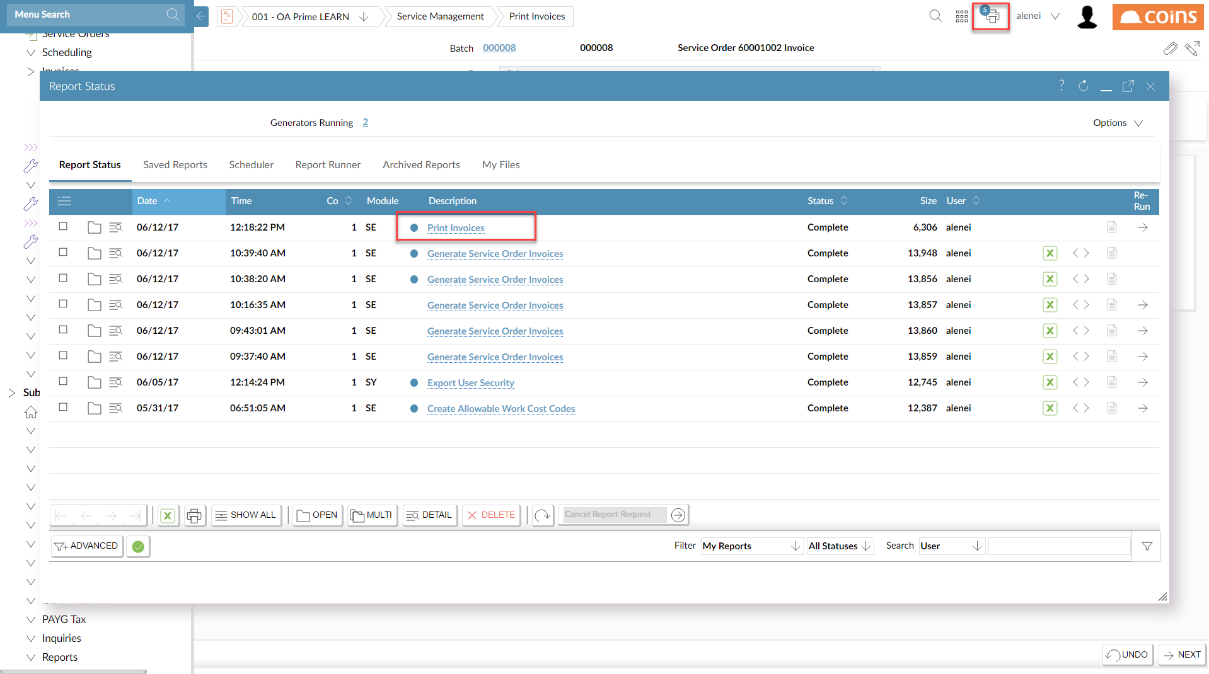 Menu Search
001 - OA Prime LEARN
Service Management
Print Invoices
5
alenei
COINS
Service Orders
Scheduling
Invoices
Batch 000008 000008 Service Order 60001002 Invoice
Report Status
?
Generators Running 2
Options
Report Status Saved Reports Scheduler Report Runner Archived Reports My Files
Date Time Co Module Description Status Size User Re-
Run
06/12/17 12:18:22 PM 1 SE Print Invoices Complete 6,306 alenei
06/12/17 10:39:40 AM 1 SE Generate Service Order Invoices Complete 13,948 alenei
06/12/17 10:38:20 AM 1 SE Generate Service Order Invoices Complete 13,856 alenei
06/12/17 10:16:35 AM 1 SE Generate Service Order Invoices Complete 13,857 alenei
06/12/17 09:43:01 AM 1 SE Generate Service Order Invoices Complete 13,860 alenei
06/12/17 09:37:40 AM 1 SE Generate Service Order Invoices Complete 13,859 alenei
06/05/17 12:14:24 PM 1 SY Export User Security Complete 12,745 alenei
05/31/17 06:51:05 AM 1 SE Create Allowable Work Cost Codes Complete 12,387 alenei
Sub
SHOW ALL OPEN MULTI DETAIL DELETE Cancel Report Request
ADVANCED Filter My Reports All Statuses Search User
PAYG Tax
Inquiries
Reports
UNDO NEXT